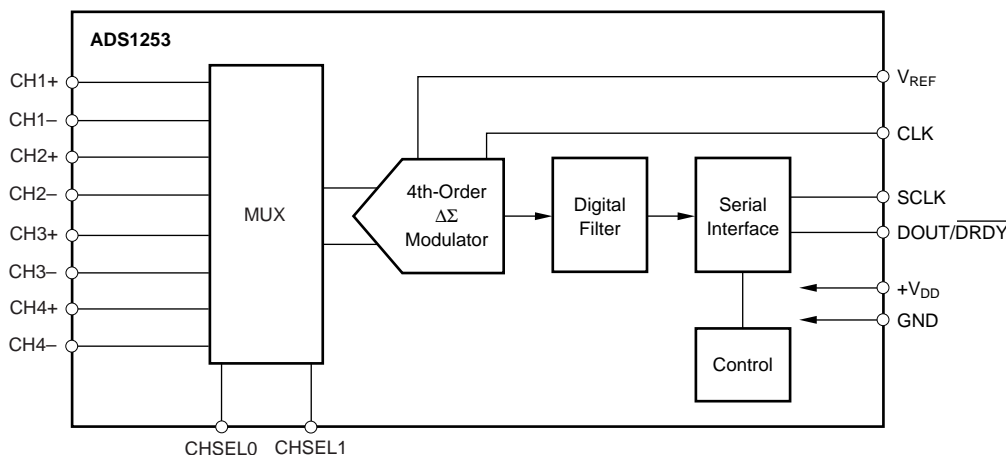 ADS1253
CH1+
CH1–
CH2+
CH2–
CH3+
CH3–
CH4+
CH4–
MUX
4th-Order
ΔΣ
Modulator
Digital
Filter
Serial
Interface
Control
VREF
CLK
SCLK
DOUT/DRDY
+VDD
GND
CHSEL0
CHSEL1